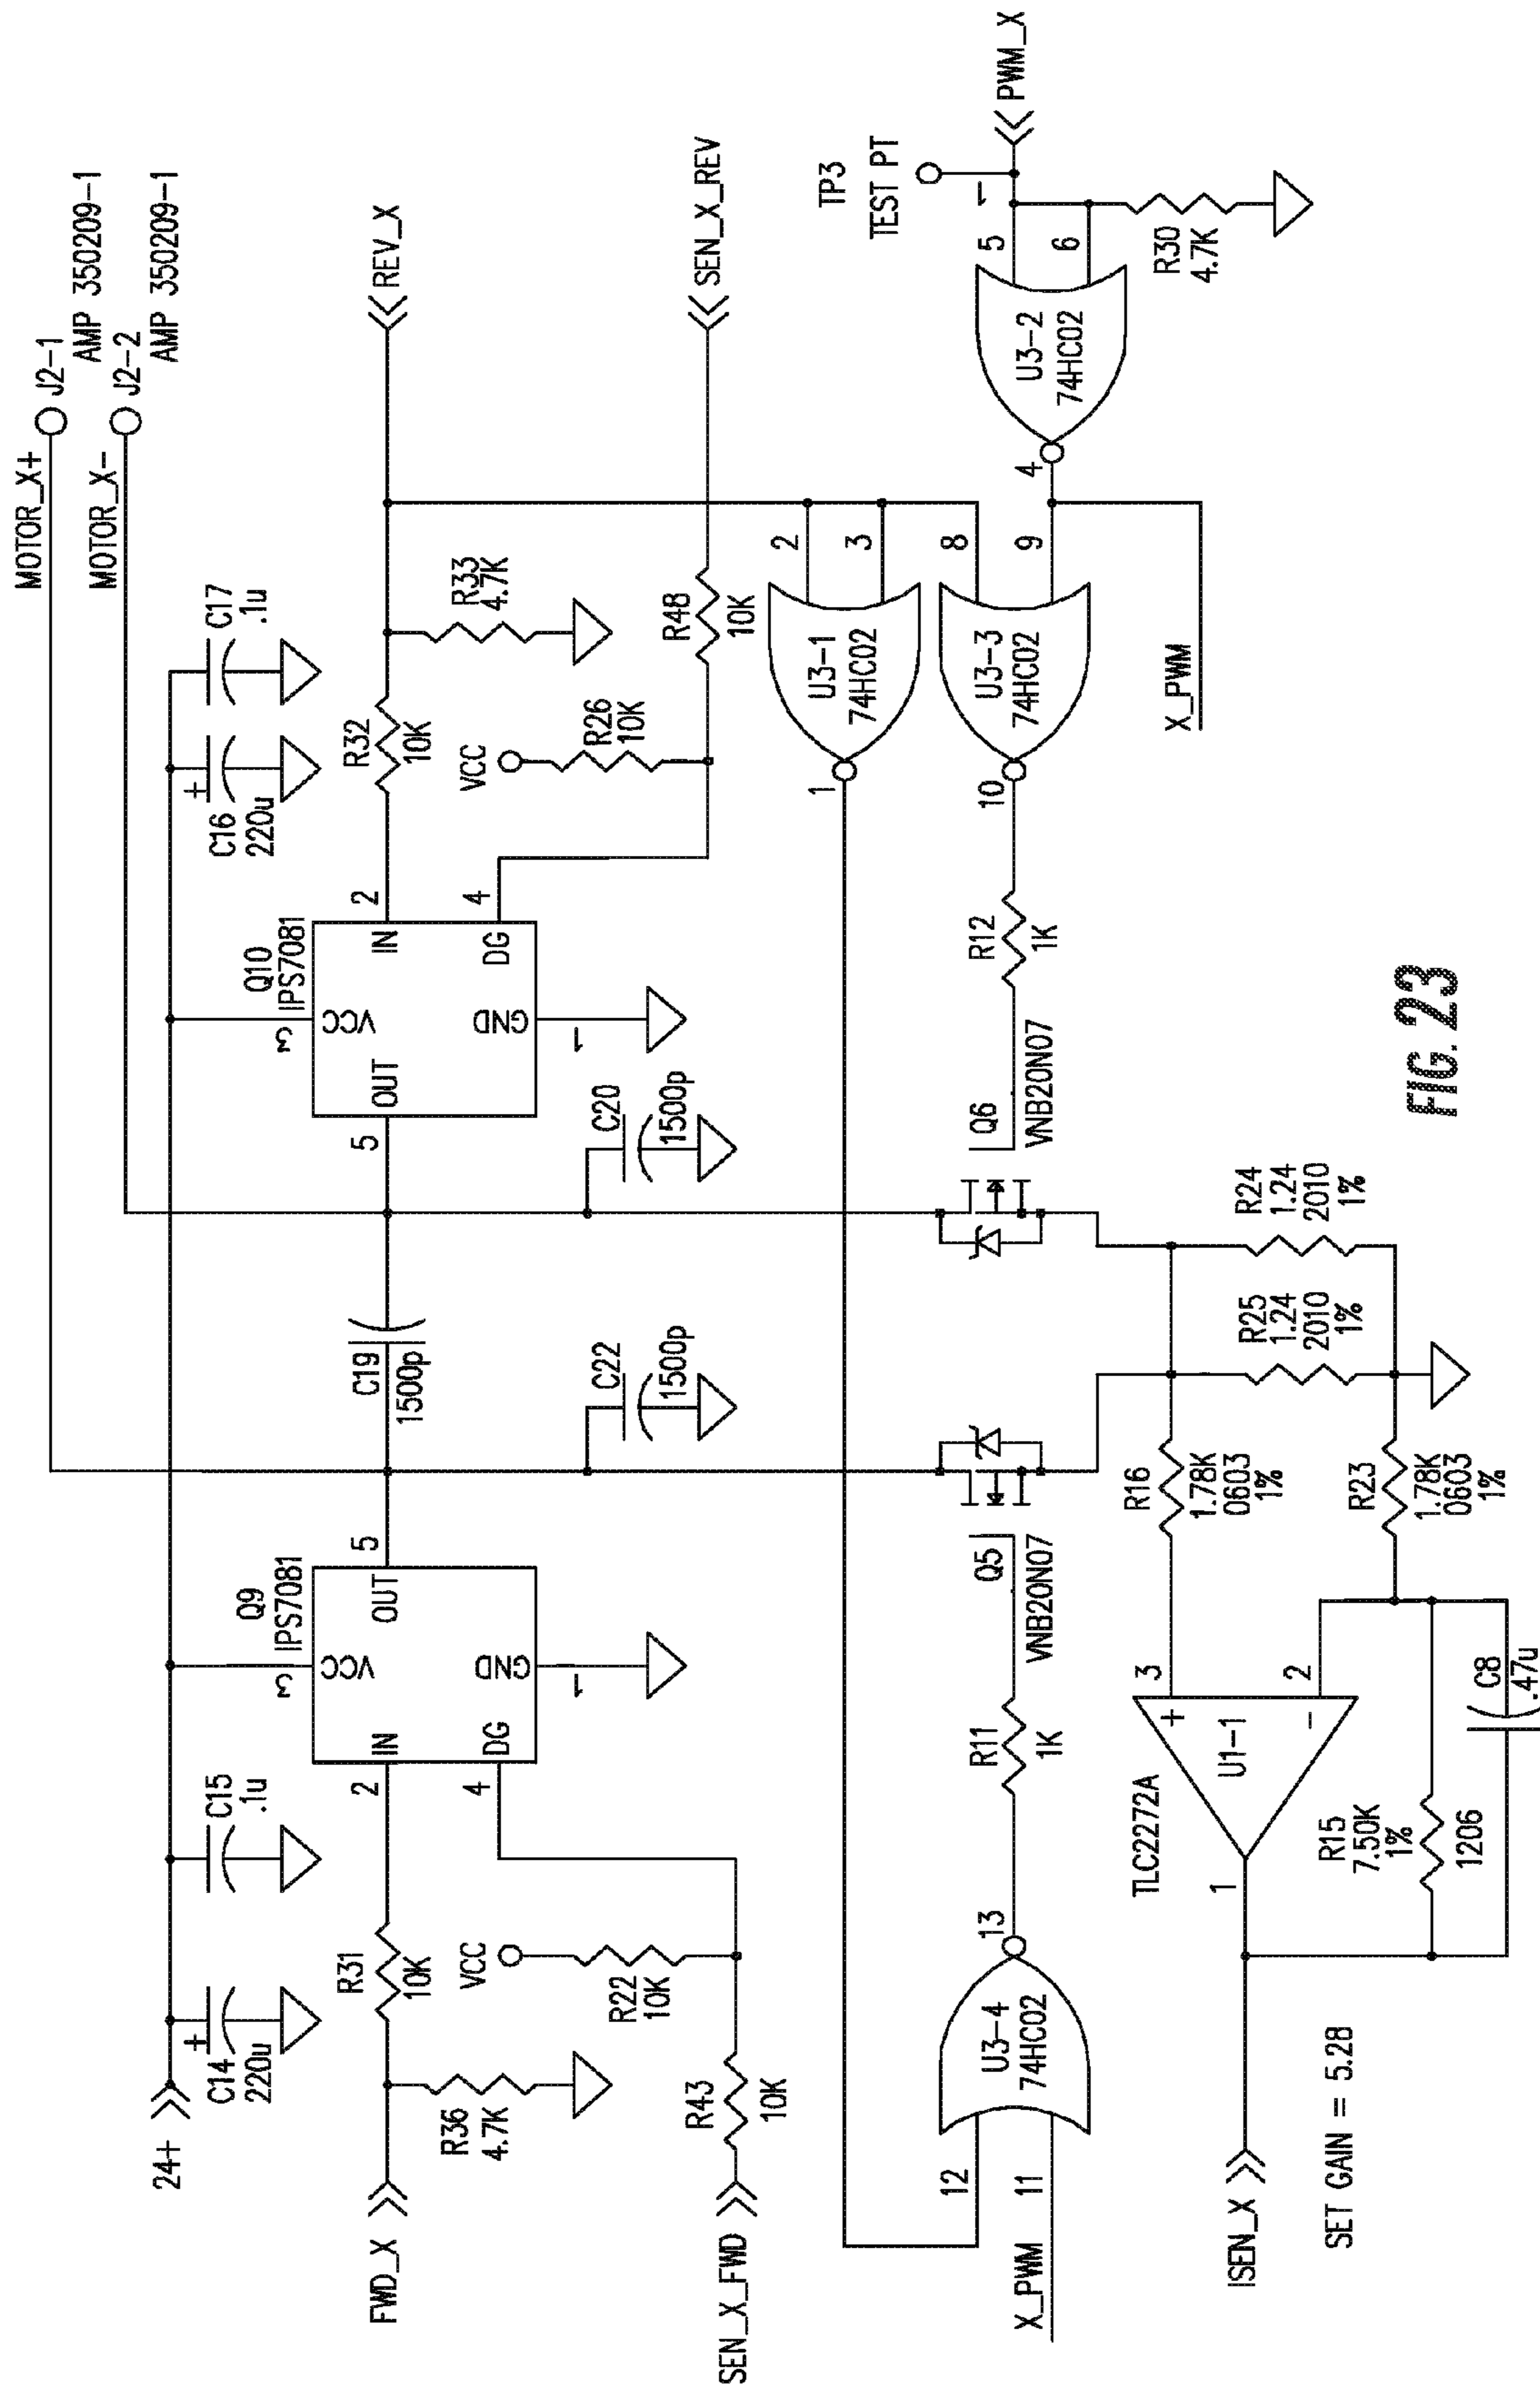 MOTOR_X+
J2-1
AMP 350209-1
MOTOR_X-
J2-2
AMP 350209-1
24+
C14
220u
+
C15
.1u
C16
220u
+
C17
.1u
FWD_X
R36
4.7K
R31
10K
2
IN
3
VCC
Q9
IPS7081
OUT
5
DG
4
GND
1
VCC
R22
10K
SEN_X_FWD
R43
10K
C19
1500p
C22
1500p
C20
1500p
5
OUT
3
VCC
Q10
IPS7081
IN
2
DG
4
GND
1
R32
10K
R33
4.7K
REV_X
VCC
R26
10K
R48
10K
SEN_X_REV
1
U3-1
74HC02
2
3
12
X_PWM
11
U3-4
74HC02
13
R11
1K
Q5
VNB20N07
Q6
VNB20N07
R12
1K
10
U3-3
74HC02
8
9
X_PWM
4
U3-2
74HC02
5
6
1
TP3
TEST PT
PWM_X
R30
4.7K
ISEN_X
SET GAIN = 5.28
1
TLC2272A
U1-1
+
3
-
2
R15
7.50K
1%
1206
C8
.47u
R16
1.78K
0603
1%
R23
1.78K
0603
1%
R25
1.24
2010
1%
R24
1.24
2010
1%
FIG. 23